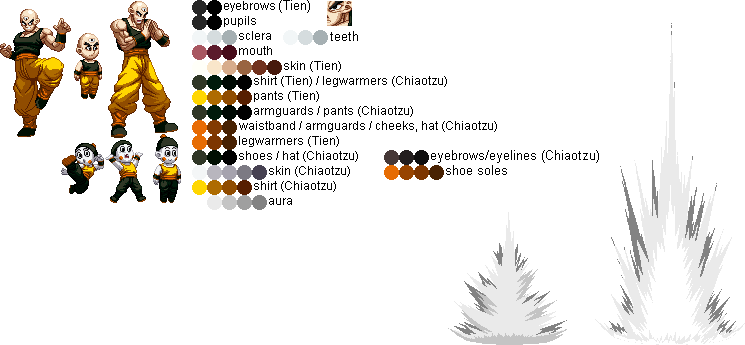 eyebrows (Tien)
pupils
sclera teeth
mouth
skin (Tien)
shirt (Tien) / legwarmers (Chiaotzu)
pants (Tien)
armguards / pants (Chiaotzu)
waistband / armguards / cheeks, hat (Chiaotzu)
legwarmers (Tien)
shoes / hat (Chiaotzu) eyebrows/eyelines (Chiaotzu)
skin (Chiaotzu) shoe soles
shirt (Chiaotzu)
aura